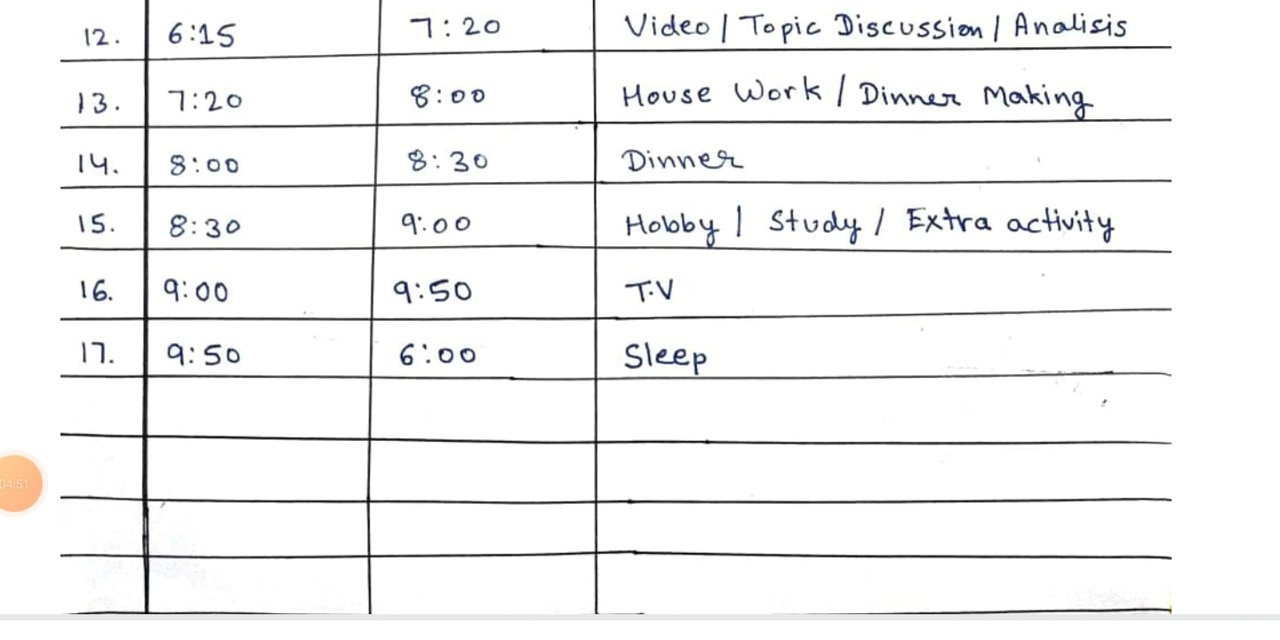 12. 6:15 7:20 Video / Topic Discussion / Analisis
13. 7:20 8:00 House Work / Dinner Making
14. 8:00 8:30 Dinner
15. 8:30 9:00 Hobby / Study / Extra activity
16. 9:00 9:50 T.V
17. 9:50 6:00 Sleep
04:51